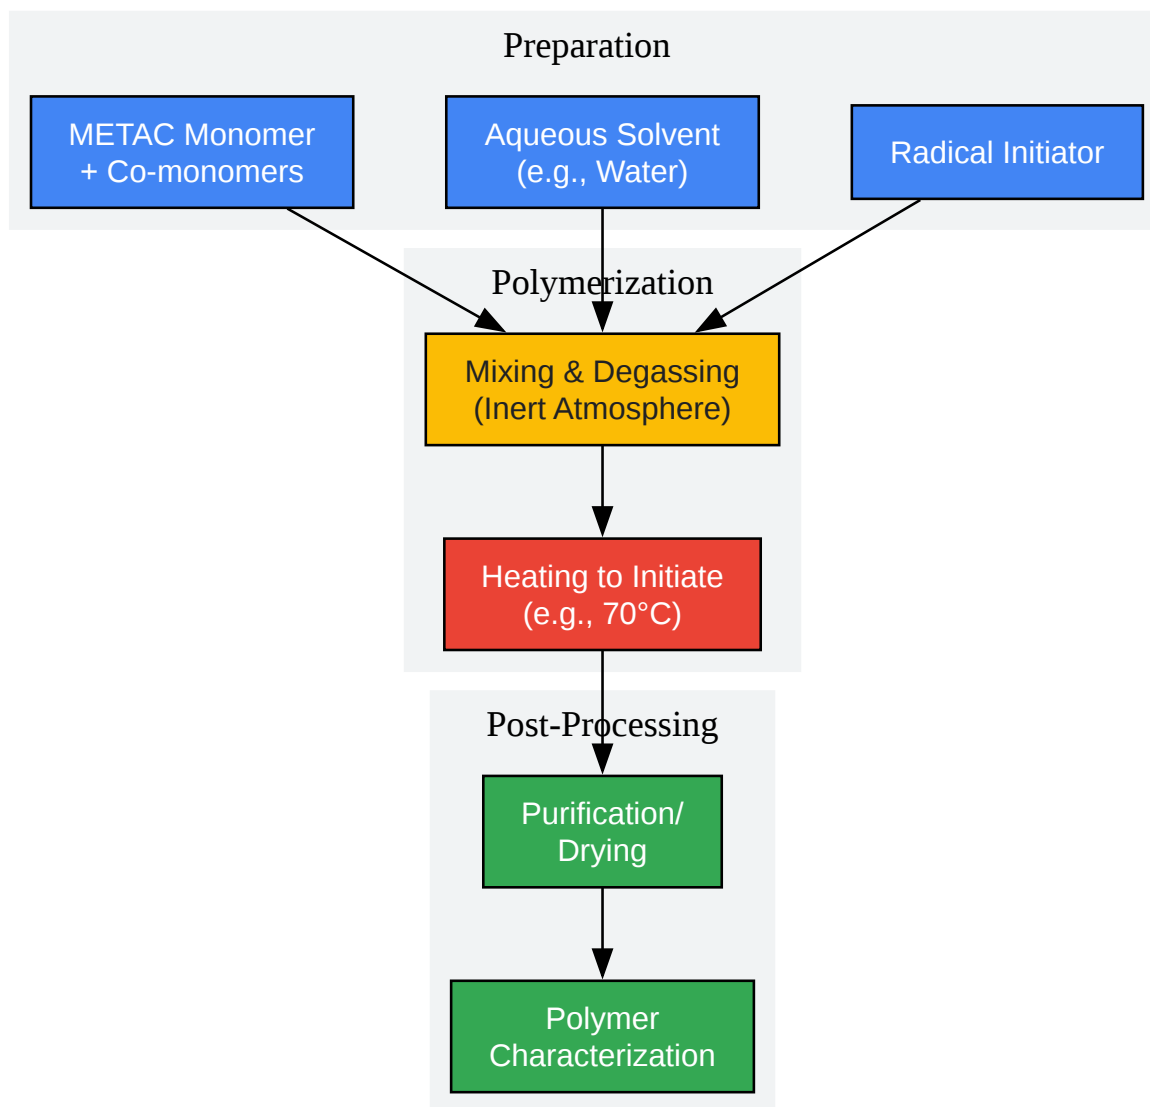 Preparation
METAC Monomer
+ Co-monomers
Aqueous Solvent
(e.g., Water)
Radical Initiator
Polymerization
Mixing & Degassing
(Inert Atmosphere)
Heating to Initiate
(e.g., 70°C)
Post-Processing
Purification/
Drying
Polymer
Characterization